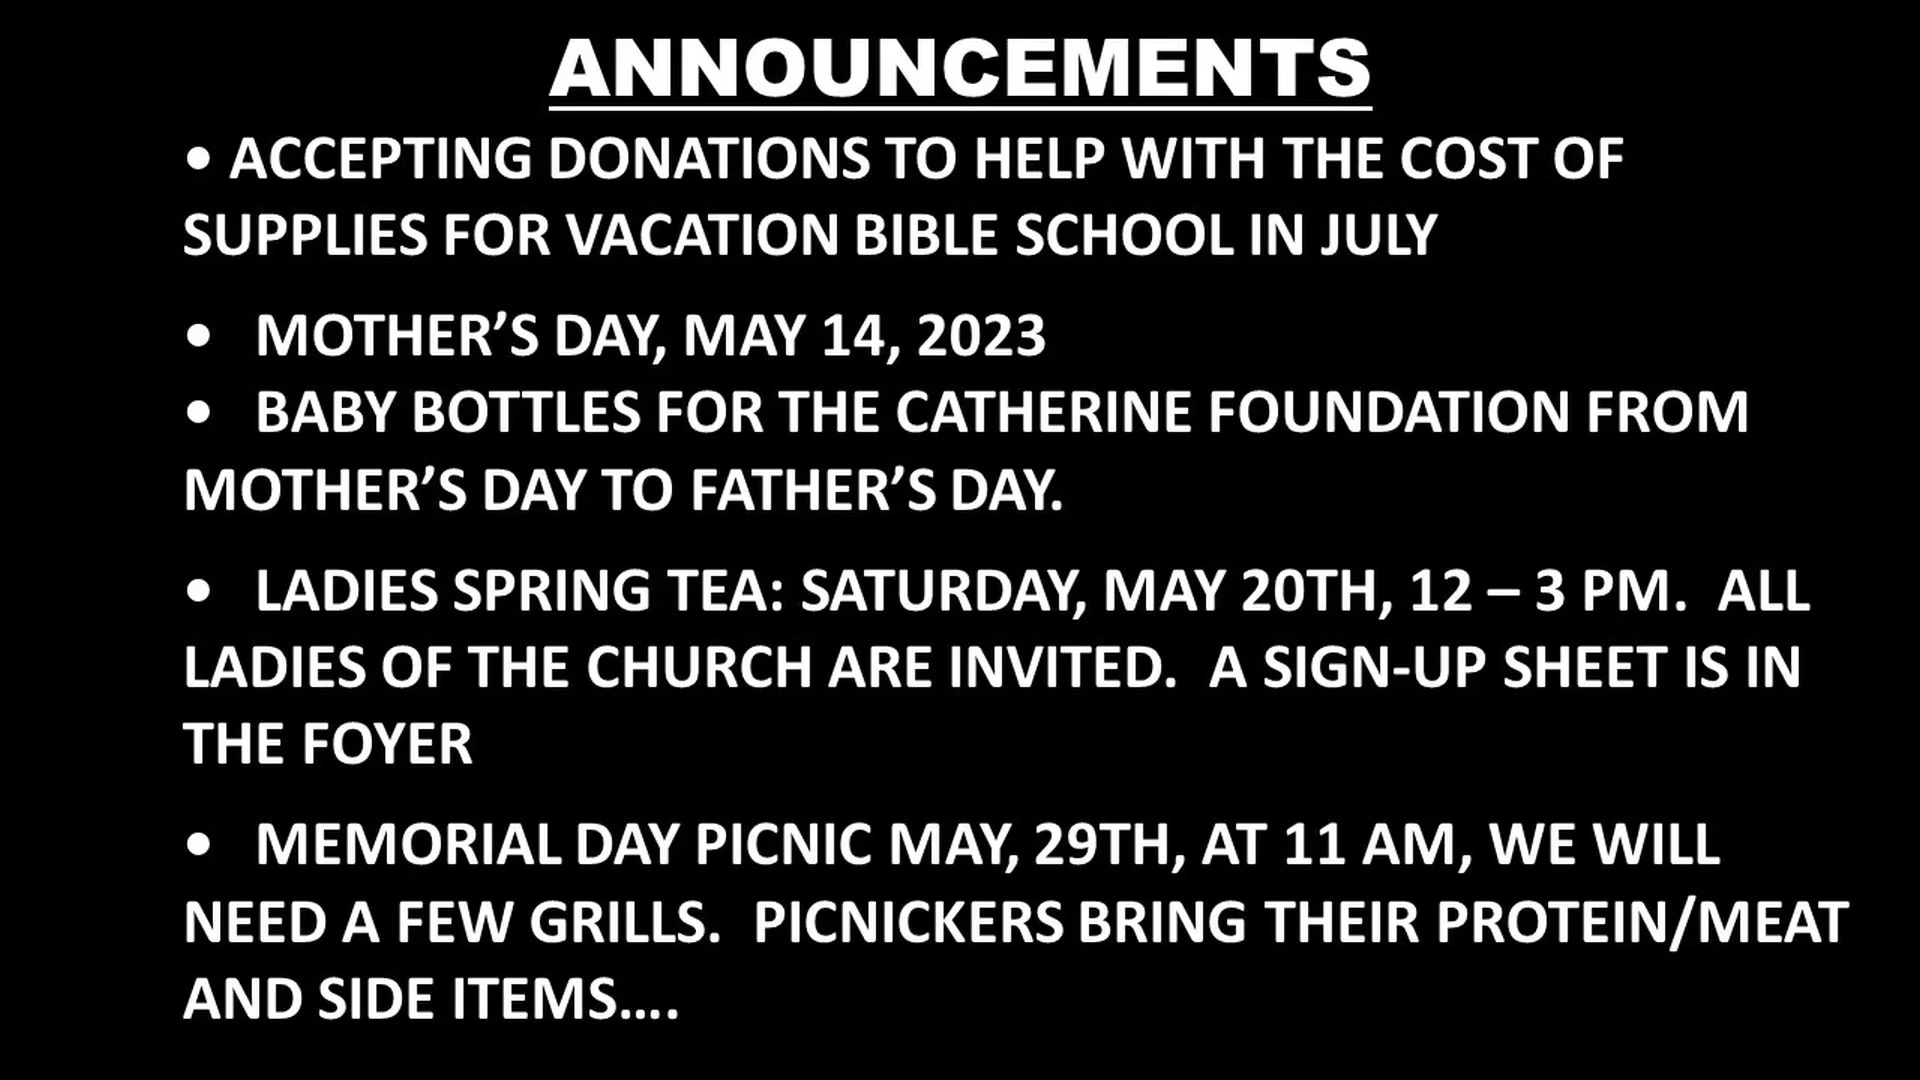 ANNOUNCEMENTS
• ACCEPTING DONATIONS TO HELP WITH THE COST OF
SUPPLIES FOR VACATION BIBLE SCHOOL IN JULY
• MOTHER’S DAY, MAY 14, 2023
• BABY BOTTLES FOR THE CATHERINE FOUNDATION FROM
MOTHER’S DAY TO FATHER’S DAY.
• LADIES SPRING TEA: SATURDAY, MAY 20TH, 12 – 3 PM.  ALL
LADIES OF THE CHURCH ARE INVITED.  A SIGN-UP SHEET IS IN
THE FOYER
• MEMORIAL DAY PICNIC MAY, 29TH, AT 11 AM, WE WILL
NEED A FEW GRILLS.  PICNICKERS BRING THEIR PROTEIN/MEAT
AND SIDE ITEMS….